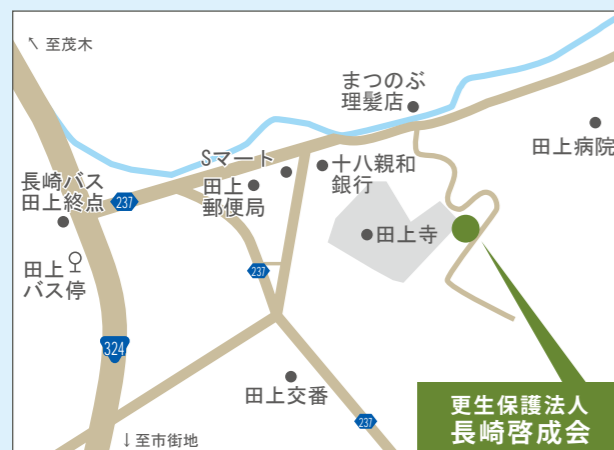 ↖ 至茂木
まつのぶ
理髪店
田上病院
Sマート
十八親和
銀行
長崎バス
田上終点
237
田上
郵便局
田上寺
田上
バス停
237
324
田上交番
237
↓至市街地
更生保護法人
長崎啓成会